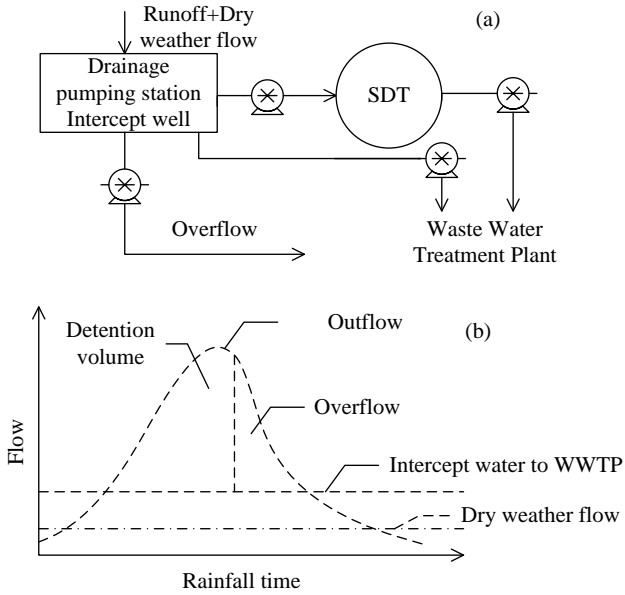 Runoff+Dry
weather flow
(a)
Drainage
pumping station
Intercept well
SDT
Overflow
Waste Water
Treatment Plant
(b)
Detention
volume
Outflow
Overflow
Flow
Intercept water to WWTP
Dry weather flow
Rainfall time